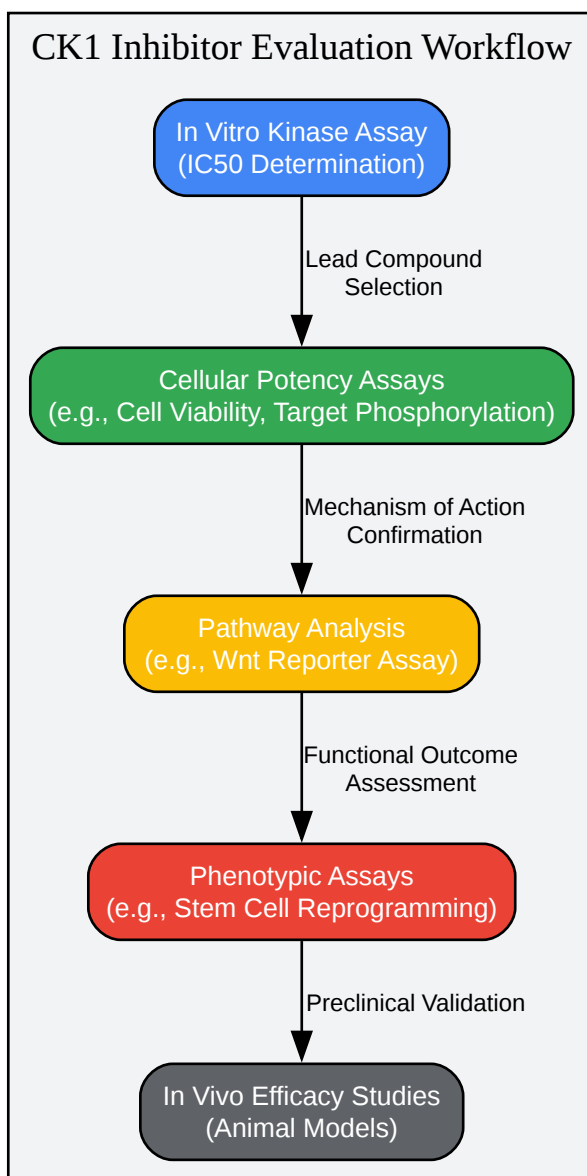 CK1 Inhibitor Evaluation Workflow
In Vitro Kinase Assay
(IC50 Determination)
Lead Compound
Selection
Cellular Potency Assays
(e.g., Cell Viability, Target Phosphorylation)
Mechanism of Action
Confirmation
Pathway Analysis
(e.g., Wnt Reporter Assay)
Functional Outcome
Assessment
Phenotypic Assays
(e.g., Stem Cell Reprogramming)
Preclinical Validation
In Vivo Efficacy Studies
(Animal Models)